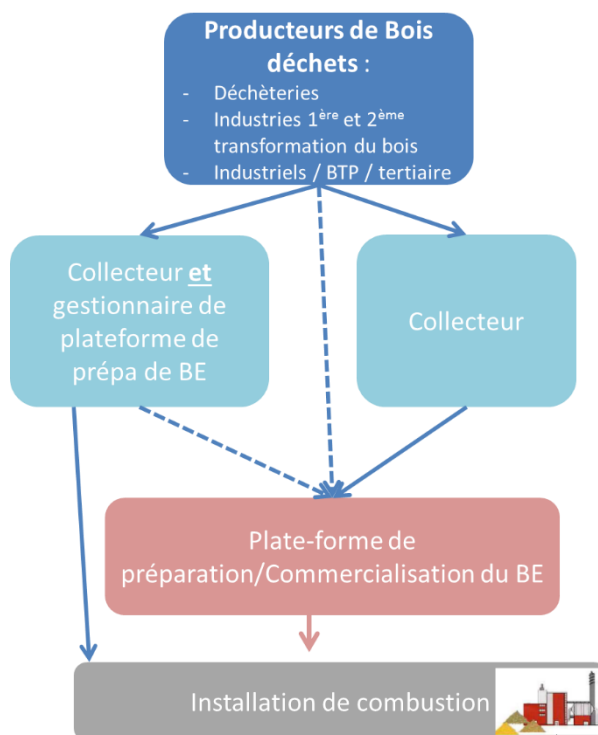 Producteurs de Bois
déchets :
- Déchèteries
- Industries 1ère et 2ème
transformation du bois
- Industriels / BTP / tertiaire
Collecteur et
gestionnaire de
plateforme de
prépa de BE
Collecteur
Plate-forme de
préparation/Commercialisation du BE
Installation de combustion